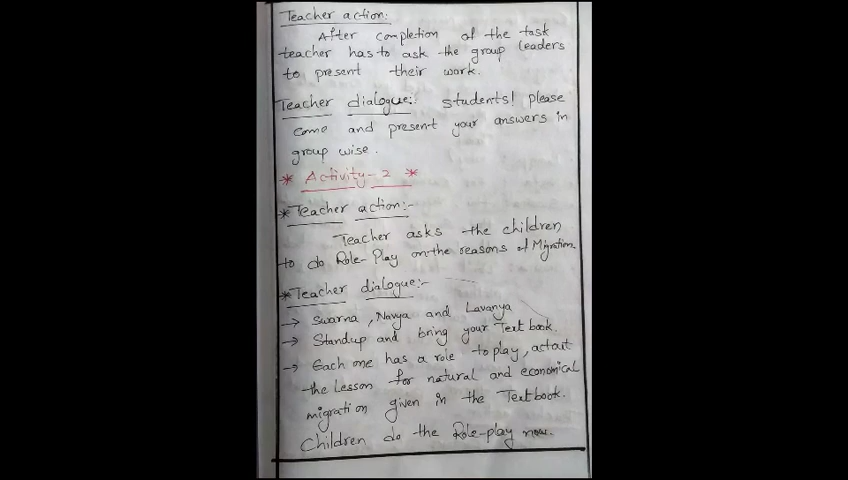 Teacher action:
After completion of the task
teacher has to ask the group leaders
to present their work.
Teacher dialogue:- students! please
come and present your answers in
group wise.
* Activity-2 *
*Teacher action:-
Teacher asks the children
to do Role-Play on the reasons of Migration.
*Teacher dialogue:-
→ Swarna, Navya and Lavanya
→ Standup and bring your Text book.
→ Each one has a role to play, actout
the lesson for natural and economical
migration given in the Textbook.
Children do the Role-play now.